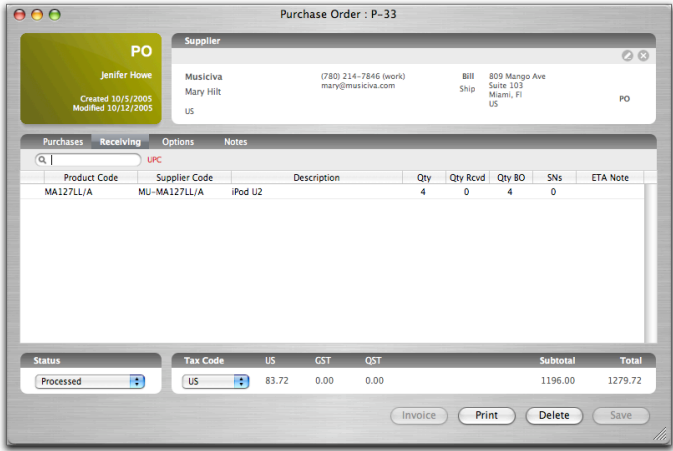 Purchase Order : P-33
PO
Jenifer Howe
Created 10/5/2005
Modified 10/12/2005
Supplier
Musiciva
Mary Hilt
US
(780) 214-7846 (work)
mary@musiciva.com
Bill
Ship
809 Mango Ave
Suite 103
Miami, Fl
US
PO
Purchases Receiving Options Notes
UPC
Product Code Supplier Code Description Qty Qty Rcvd Qty BO SNs ETA Note
MA127LL/A MU-MA127LL/A iPod U2 4 0 4 0
Status
Processed
Tax Code US GST QST Subtotal Total
US 83.72 0.00 0.00 1196.00 1279.72
Invoice Print Delete Save